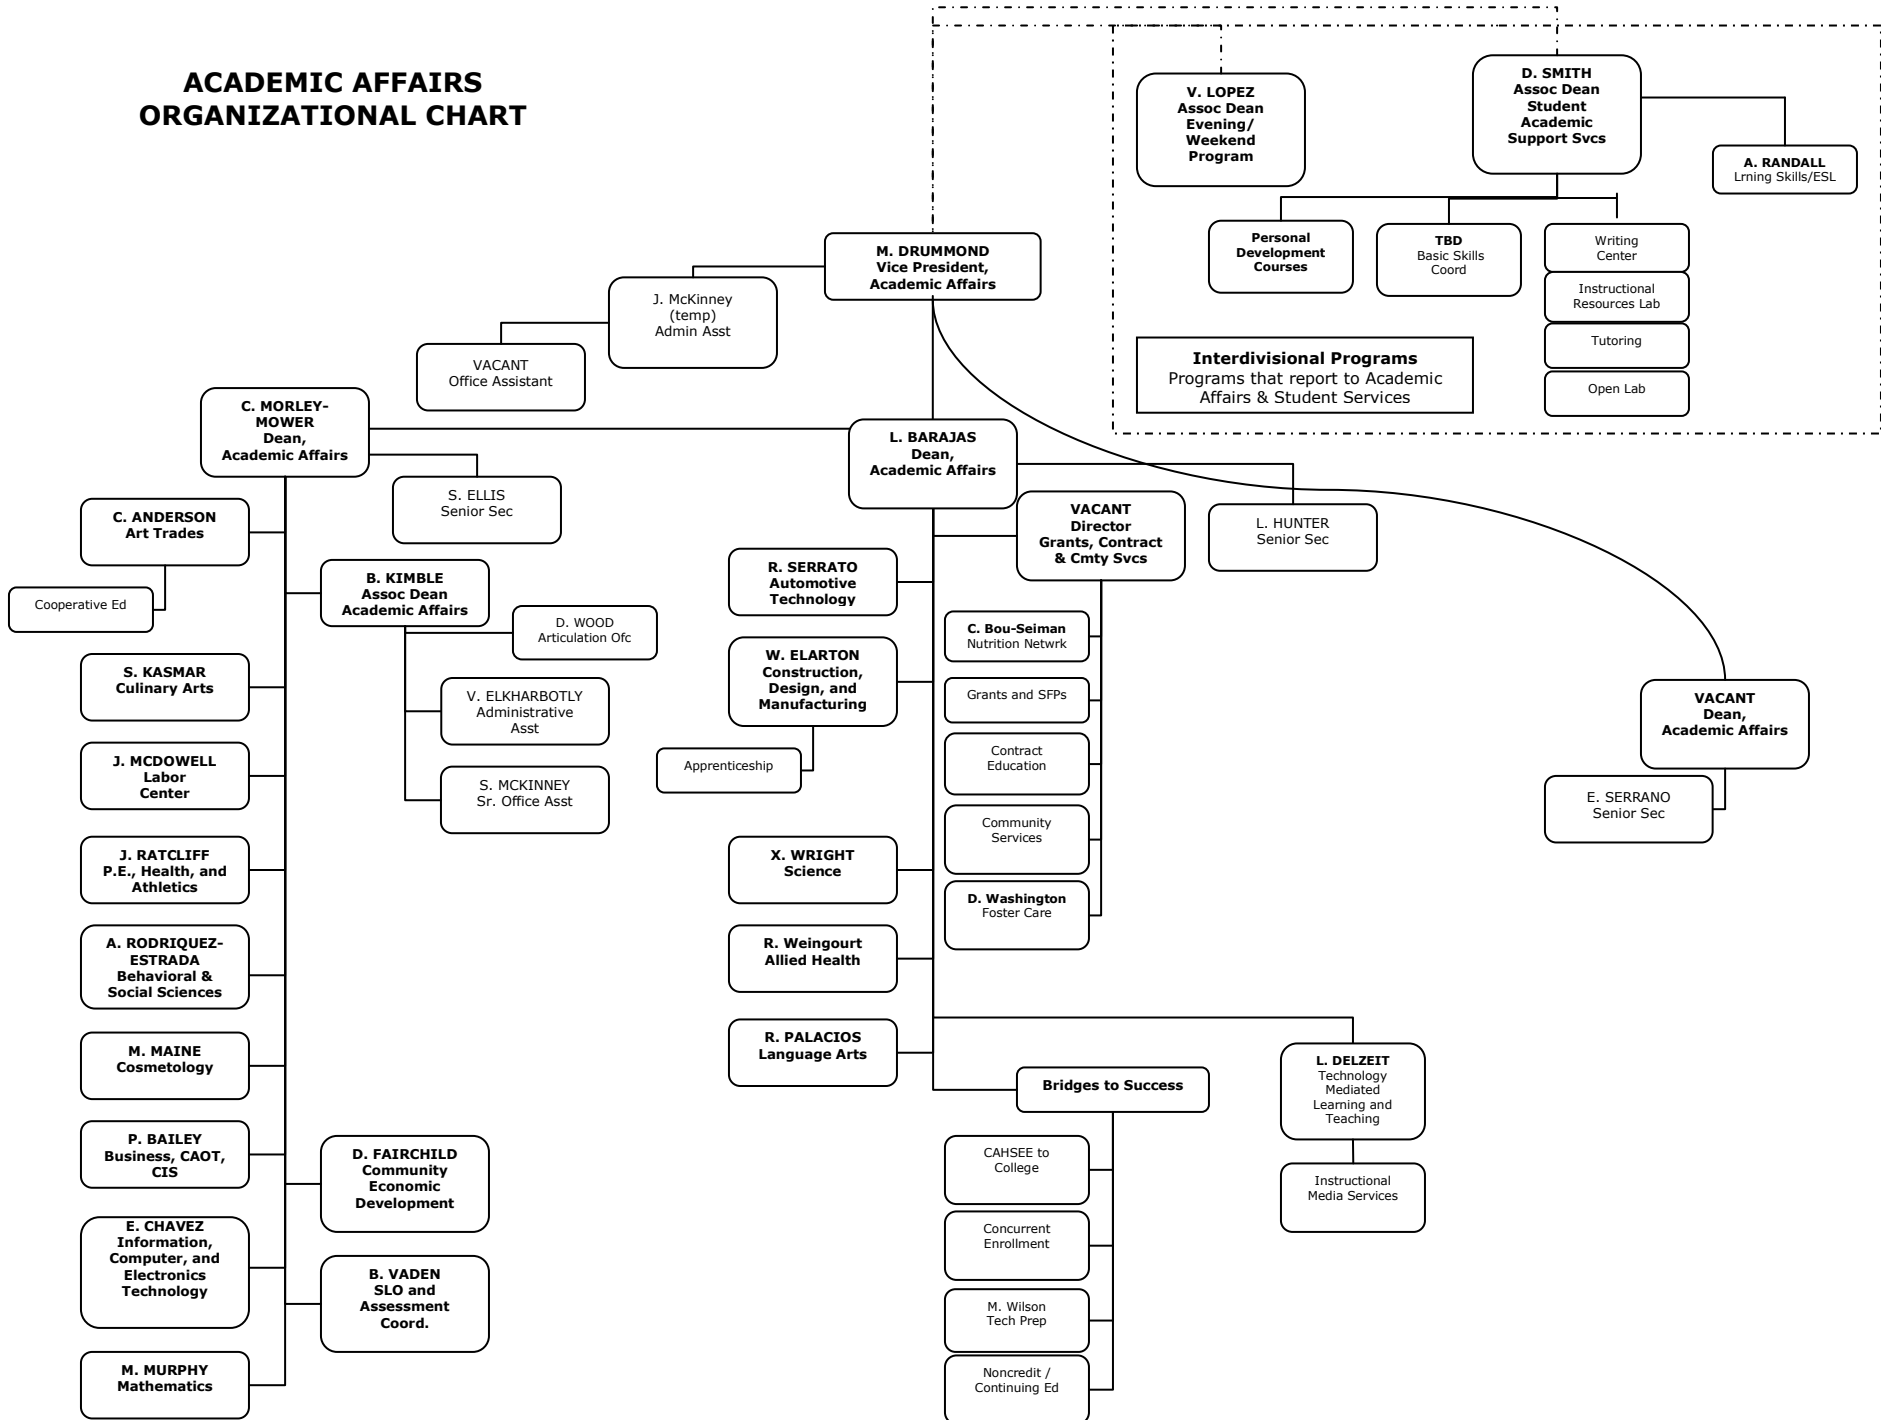 ACADEMIC AFFAIRS
ORGANIZATIONAL CHART
V. LOPEZ
Assoc Dean
Evening/
Weekend
Program
D. SMITH
Assoc Dean
Student
Academic
Support Svcs
A. RANDALL
Lrning Skills/ESL
Personal
Development
Courses
TBD
Basic Skills
Coord
Writing
Center
Instructional
Resources Lab
Tutoring
Open Lab
Interdivisional Programs
Programs that report to Academic
Affairs & Student Services
M. DRUMMOND
Vice President,
Academic Affairs
J. McKinney
(temp)
Admin Asst
VACANT
Office Assistant
C. MORLEY-
MOWER
Dean,
Academic Affairs
S. ELLIS
Senior Sec
C. ANDERSON
Art Trades
Cooperative Ed
B. KIMBLE
Assoc Dean
Academic Affairs
D. WOOD
Articulation Ofc
V. ELKHARBOTLY
Administrative
Asst
S. MCKINNEY
Sr. Office Asst
S. KASMAR
Culinary Arts
J. MCDOWELL
Labor
Center
J. RATCLIFF
P.E., Health, and
Athletics
A. RODRIQUEZ-
ESTRADA
Behavioral &
Social Sciences
M. MAINE
Cosmetology
P. BAILEY
Business, CAOT,
CIS
E. CHAVEZ
Information,
Computer, and
Electronics
Technology
M. MURPHY
Mathematics
D. FAIRCHILD
Community
Economic
Development
B. VADEN
SLO and
Assessment
Coord.
L. BARAJAS
Dean,
Academic Affairs
L. HUNTER
Senior Sec
VACANT
Director
Grants, Contract
& Cmty Svcs
R. SERRATO
Automotive
Technology
W. ELARTON
Construction,
Design, and
Manufacturing
Apprenticeship
X. WRIGHT
Science
R. Weingourt
Allied Health
R. PALACIOS
Language Arts
C. Bou-Seiman
Nutrition Netwrk
Grants and SFPs
Contract
Education
Community
Services
D. Washington
Foster Care
Bridges to Success
CAHSEE to
College
Concurrent
Enrollment
M. Wilson
Tech Prep
Noncredit /
Continuing Ed
L. DELZEIT
Technology
Mediated
Learning and
Teaching
Instructional
Media Services
VACANT
Dean,
Academic Affairs
E. SERRANO
Senior Sec